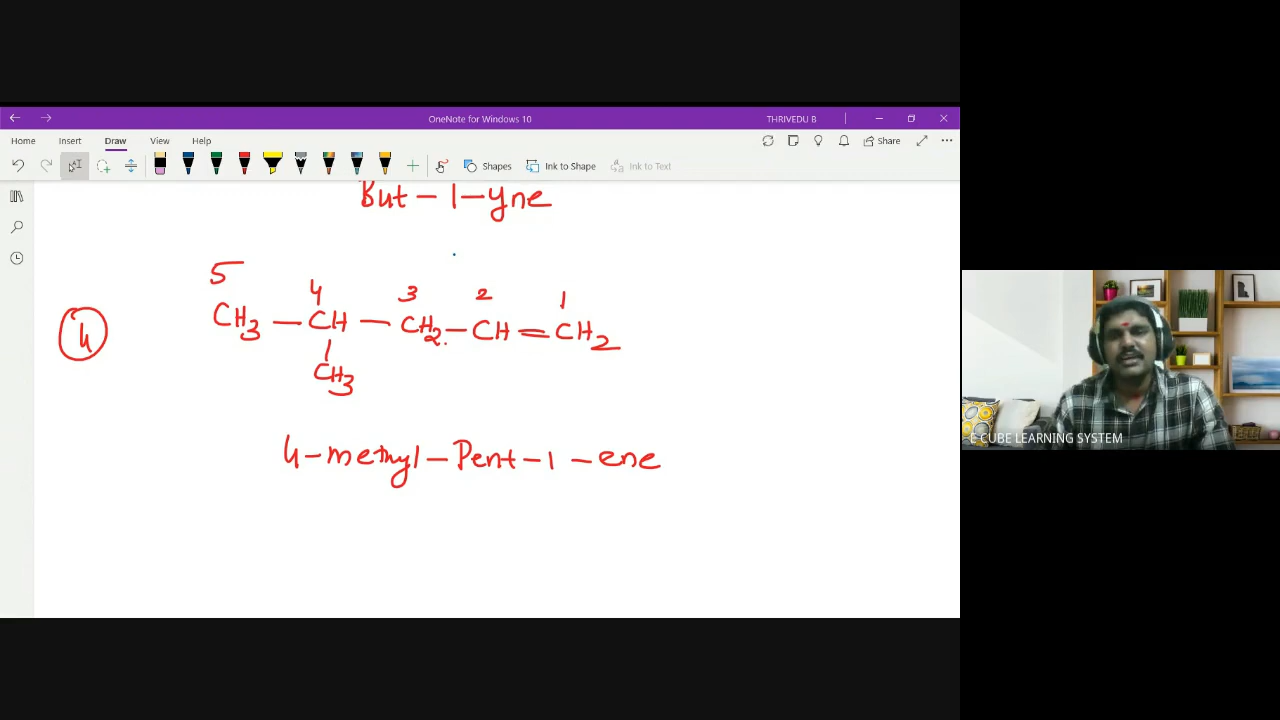 OneNote for Windows 10
THRIVEDU B
Home Insert Draw View Help
Share
Shapes Ink to Shape Ink to Text
But - 1 - yne
5 4 3 2 1
4 CH3 — CH — CH2 — CH = CH2
CH3
4 - methyl - Pent - 1 - ene
E CUBE LEARNING SYSTEM